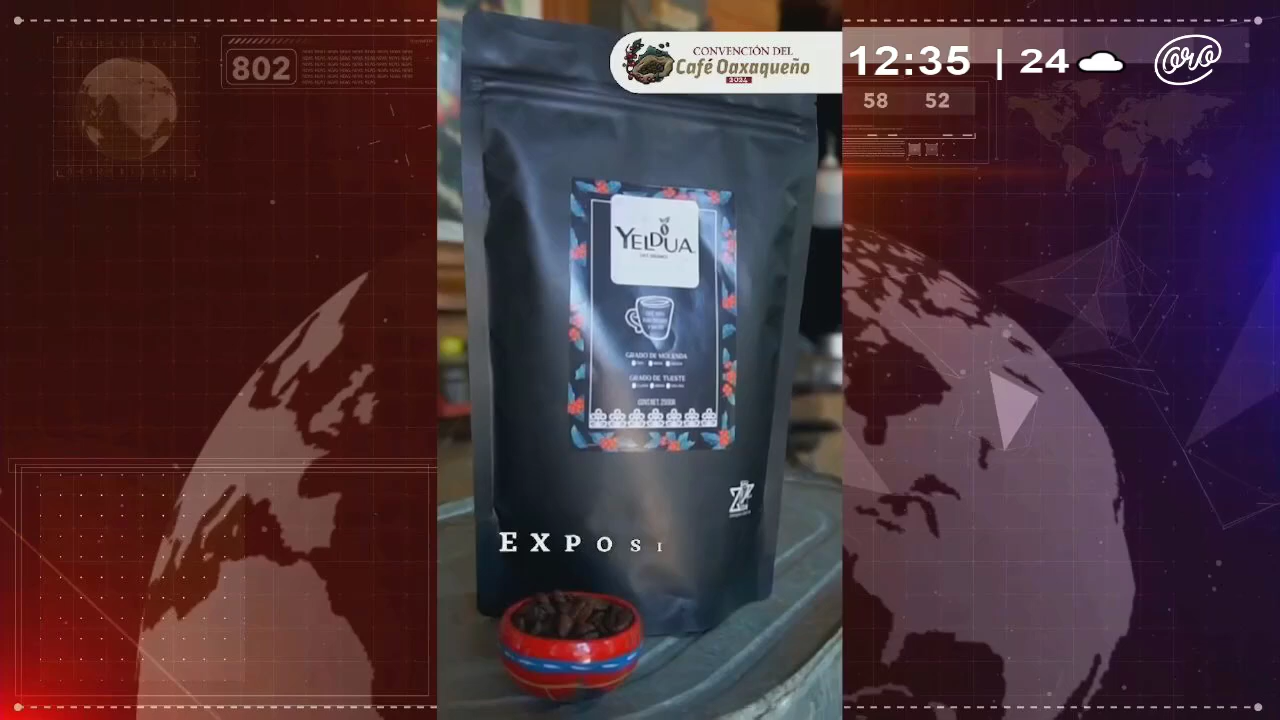 802
CONVENCIÓN DEL
Café Oaxaqueño
2024
12:35 | 24
oro
58 52
YELDUA
GRADO DE MOLIENDA
GRADO DE TUESTE
EXPOSI